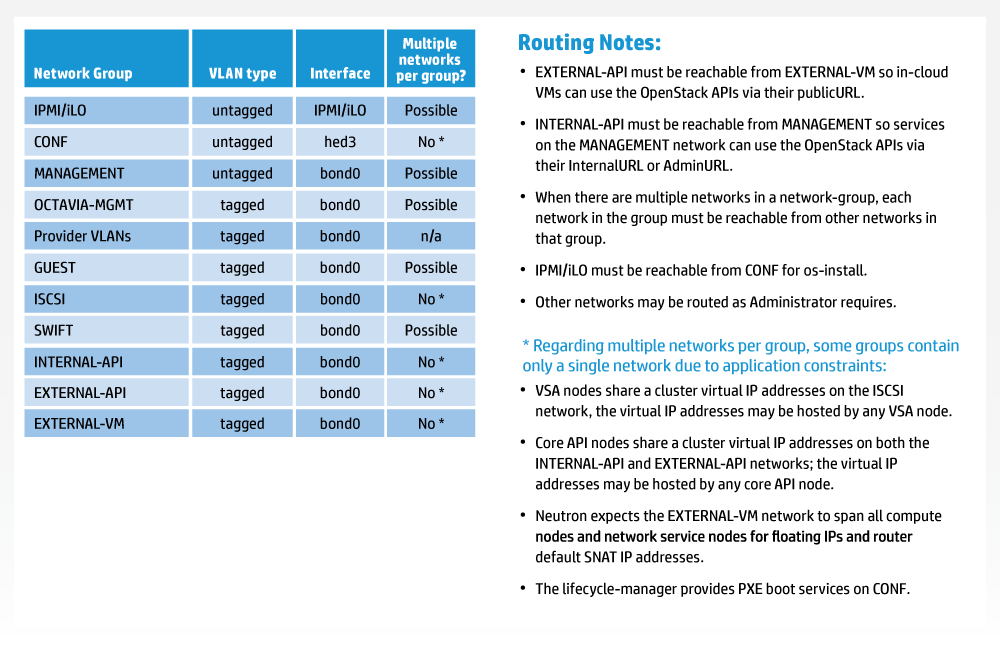 Network Group VLAN type Interface Multiple networks per group?
IPMI/iLO untagged IPMI/iLO Possible
CONF untagged hed3 No *
MANAGEMENT untagged bond0 Possible
OCTAVIA-MGMT tagged bond0 Possible
Provider VLANs tagged bond0 n/a
GUEST tagged bond0 Possible
ISCSI tagged bond0 No *
SWIFT tagged bond0 Possible
INTERNAL-API tagged bond0 No *
EXTERNAL-API tagged bond0 No *
EXTERNAL-VM tagged bond0 No *
Routing Notes:
• EXTERNAL-API must be reachable from EXTERNAL-VM so in-cloud
VMs can use the OpenStack APIs via their publicURL.
• INTERNAL-API must be reachable from MANAGEMENT so services
on the MANAGEMENT network can use the OpenStack APIs via
their InternalURL or AdminURL.
• When there are multiple networks in a network-group, each
network in the group must be reachable from other networks in
that group.
• IPMI/iLO must be reachable from CONF for os-install.
• Other networks may be routed as Administrator requires.
* Regarding multiple networks per group, some groups contain
only a single network due to application constraints:
• VSA nodes share a cluster virtual IP addresses on the ISCSI
network, the virtual IP addresses may be hosted by any VSA node.
• Core API nodes share a cluster virtual IP addresses on both the
INTERNAL-API and EXTERNAL-API networks; the virtual IP
addresses may be hosted by any core API node.
• Neutron expects the EXTERNAL-VM network to span all compute
nodes and network service nodes for floating IPs and router
default SNAT IP addresses.
• The lifecycle-manager provides PXE boot services on CONF.